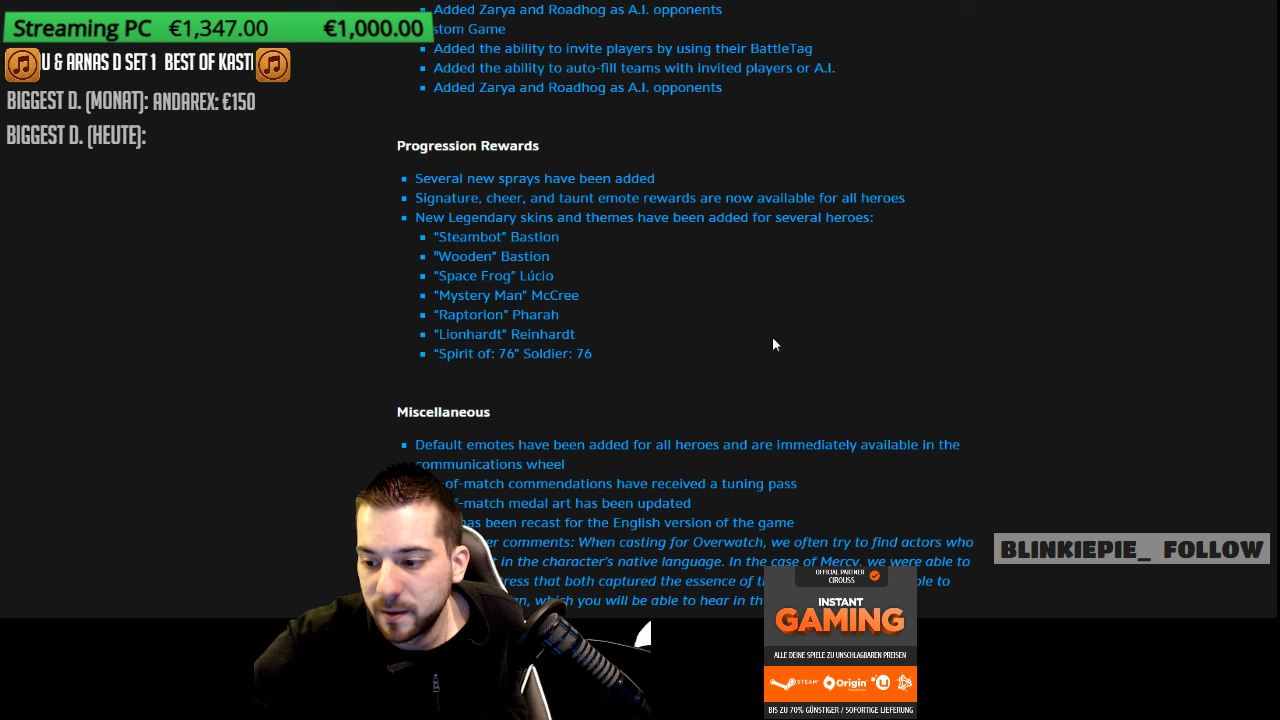 Added Zarya and Roadhog as A.I. opponents
Streaming PC €1,347.00 €1,000.00
stom Game
Added the ability to invite players by using their BattleTag
U & ARNAS D SET 1 BEST OF KASTI
Added the ability to auto-fill teams with invited players or A.I.
Added Zarya and Roadhog as A.I. opponents
BIGGEST D. (MONAT): ANDAREX: €150
BIGGEST D. (HEUTE):
Progression Rewards
Several new sprays have been added
Signature, cheer, and taunt emote rewards are now available for all heroes
New Legendary skins and themes have been added for several heroes:
“Steambot” Bastion
"Wooden” Bastion
“Space Frog” Lúcio
“Mystery Man” McCree
“Raptorion” Pharah
“Lionhardt” Reinhardt
“Spirit of: 76” Soldier: 76
Miscellaneous
Default emotes have been added for all heroes and are immediately available in the
communications wheel
-of-match commendations have received a tuning pass
f-match medal art has been updated
has been recast for the English version of the game
er comments: When casting for Overwatch, we often try to find actors who
t in the character's native language. In the case of Mercy, we were able to
tress that both captured the essence of t ble to
an, which you will be able to hear in th
BLINKIEPIE_ FOLLOW
OFFICIAL PARTNER
CIROUSS
INSTANT
GAMING
ALLE DEINE SPIELE ZU UNSCHLAGBAREN PREISEN
STEAM Origin
BIS ZU 70% GÜNSTIGER / SOFORTIGE LIEFERUNG